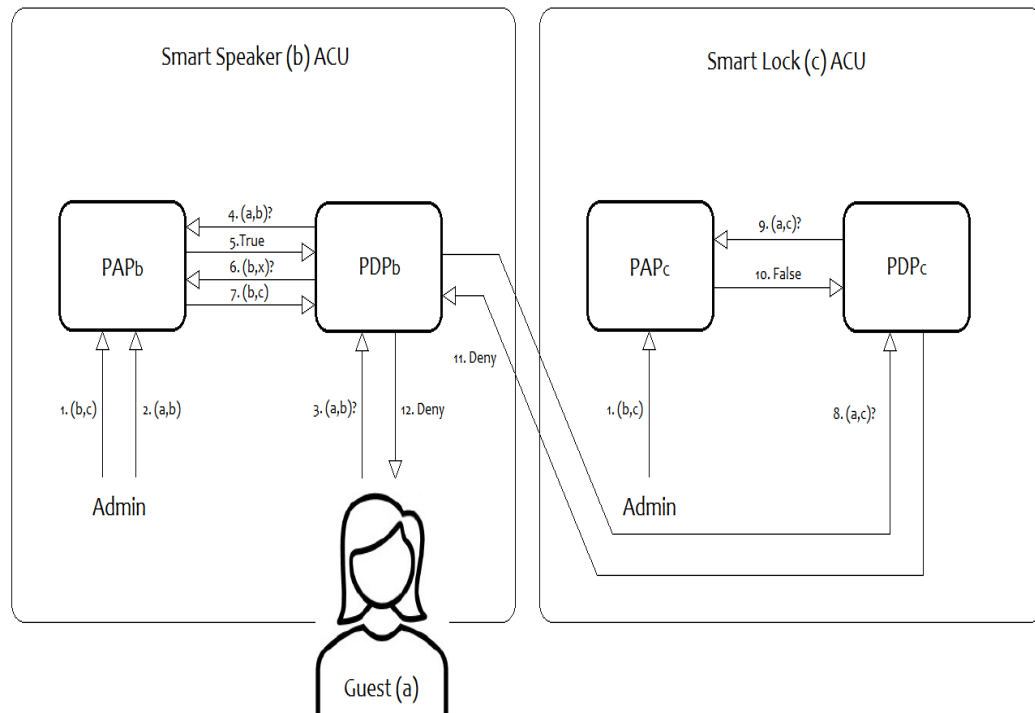 Smart Speaker (b) ACU
Smart Lock (c) ACU
4. (a,b)?
5.True
6. (b,x)?
7. (b,c)
PAPb
PDPb
9. (a,c)?
10. False
PAPc
PDPc
11. Deny
1. (b,c)
2. (a,b)
3. (a,b)?
12. Deny
1. (b,c)
8. (a,c)?
Admin
Admin
Guest (a)